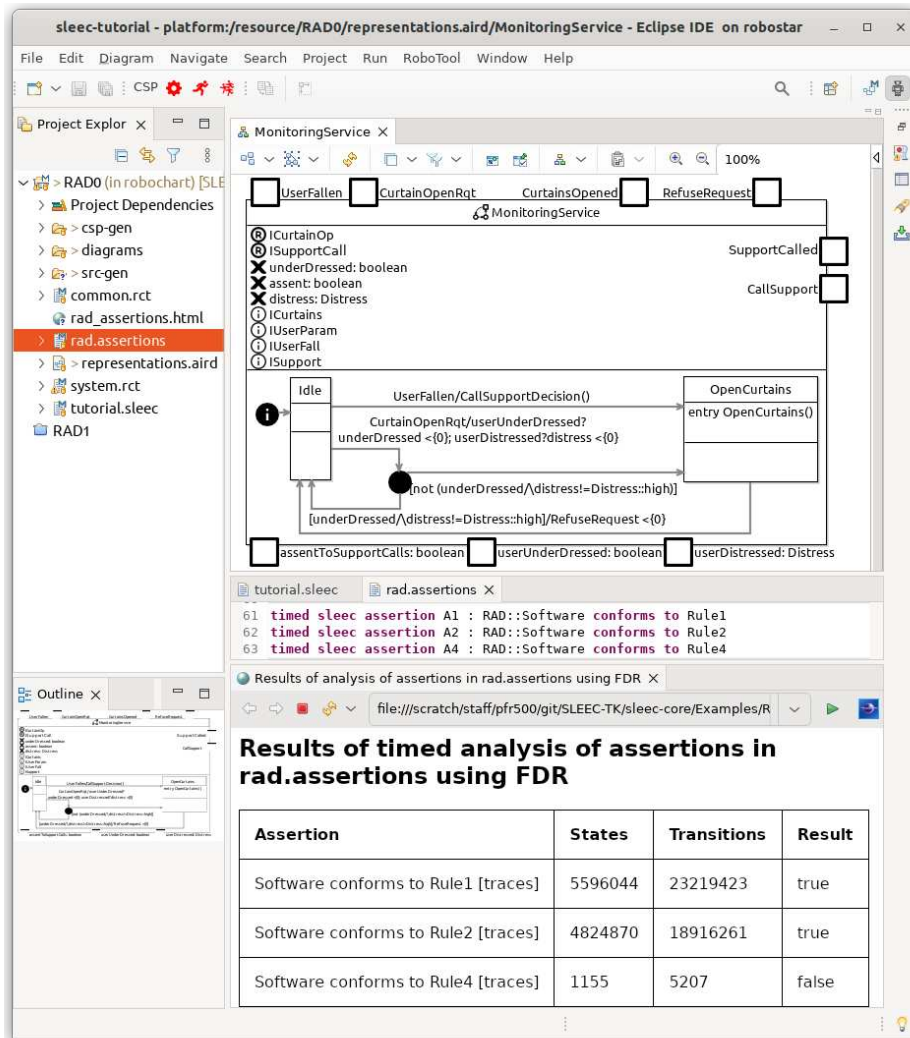 sleec-tutorial - platform:/resource/RAD0/representations.aird/MonitoringService - Eclipse IDE on robostar
File Edit Diagram Navigate Search Project Run RoboTool Window Help
CSP
Project Explor
RAD0 (in robochart) [SLE
Project Dependencies
> csp-gen
> diagrams
> src-gen
common.rct
rad_assertions.html
rad.assertions
> representations.aird
system.rct
tutorial.sleec
RAD1
MonitoringService
100%
UserFallen CurtainOpenRqt CurtainsOpened RefuseRequest
MonitoringService
ICurtainOp
ISupportCall
underDressed: boolean
assent: boolean
distress: Distress
ICurtains
IUserParam
IUserFall
ISupport
SupportCalled
CallSupport
Idle
UserFallen/CallSupportDecision()
OpenCurtains
entry OpenCurtains()
CurtainOpenRqt/userUnderDressed?
underDressed <{0}; userDistressed?distress <{0}
[not (underDressed/\distress!=Distress::high)]
[underDressed/\distress!=Distress::high]/RefuseRequest <{0}
assentToSupportCalls: boolean userUnderDressed: boolean userDistressed: Distress
tutorial.sleec rad.assertions
61 timed sleec assertion A1 : RAD::Software conforms to Rule1
62 timed sleec assertion A2 : RAD::Software conforms to Rule2
63 timed sleec assertion A4 : RAD::Software conforms to Rule4
Outline
Results of analysis of assertions in rad.assertions using FDR
file:///scratch/staff/pfr500/git/SLEEC-TK/sleec-core/Examples/R
Results of timed analysis of assertions in
rad.assertions using FDR
Assertion States Transitions Result
Software conforms to Rule1 [traces] 5596044 23219423 true
Software conforms to Rule2 [traces] 4824870 18916261 true
Software conforms to Rule4 [traces] 1155 5207 false